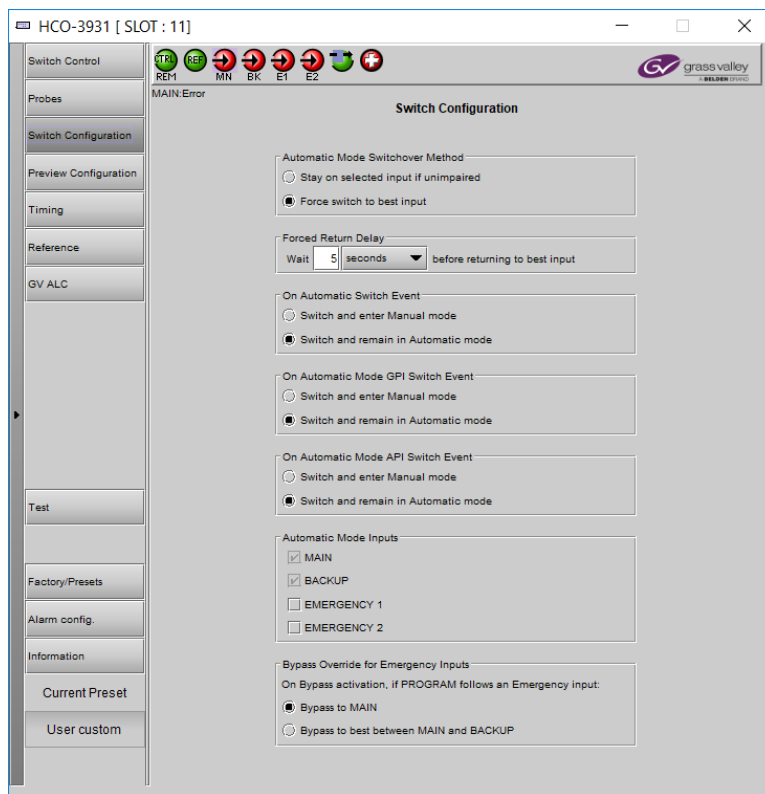 HCO-3931 [ SLOT : 11]
Switch Control
Probes
Switch Configuration
Preview Configuration
Timing
Reference
GV ALC
Test
Factory/Presets
Alarm config.
Information
Current Preset
User custom
CTRL REF
REM MN BK E1 E2
GV grass valley
A BELDEN BRAND
MAIN:Error
Switch Configuration
Automatic Mode Switchover Method
Stay on selected input if unimpaired
Force switch to best input
Forced Return Delay
Wait 5 seconds before returning to best input
On Automatic Switch Event
Switch and enter Manual mode
Switch and remain in Automatic mode
On Automatic Mode GPI Switch Event
Switch and enter Manual mode
Switch and remain in Automatic mode
On Automatic Mode API Switch Event
Switch and enter Manual mode
Switch and remain in Automatic mode
Automatic Mode Inputs
MAIN
BACKUP
EMERGENCY 1
EMERGENCY 2
Bypass Override for Emergency Inputs
On Bypass activation, if PROGRAM follows an Emergency input:
Bypass to MAIN
Bypass to best between MAIN and BACKUP